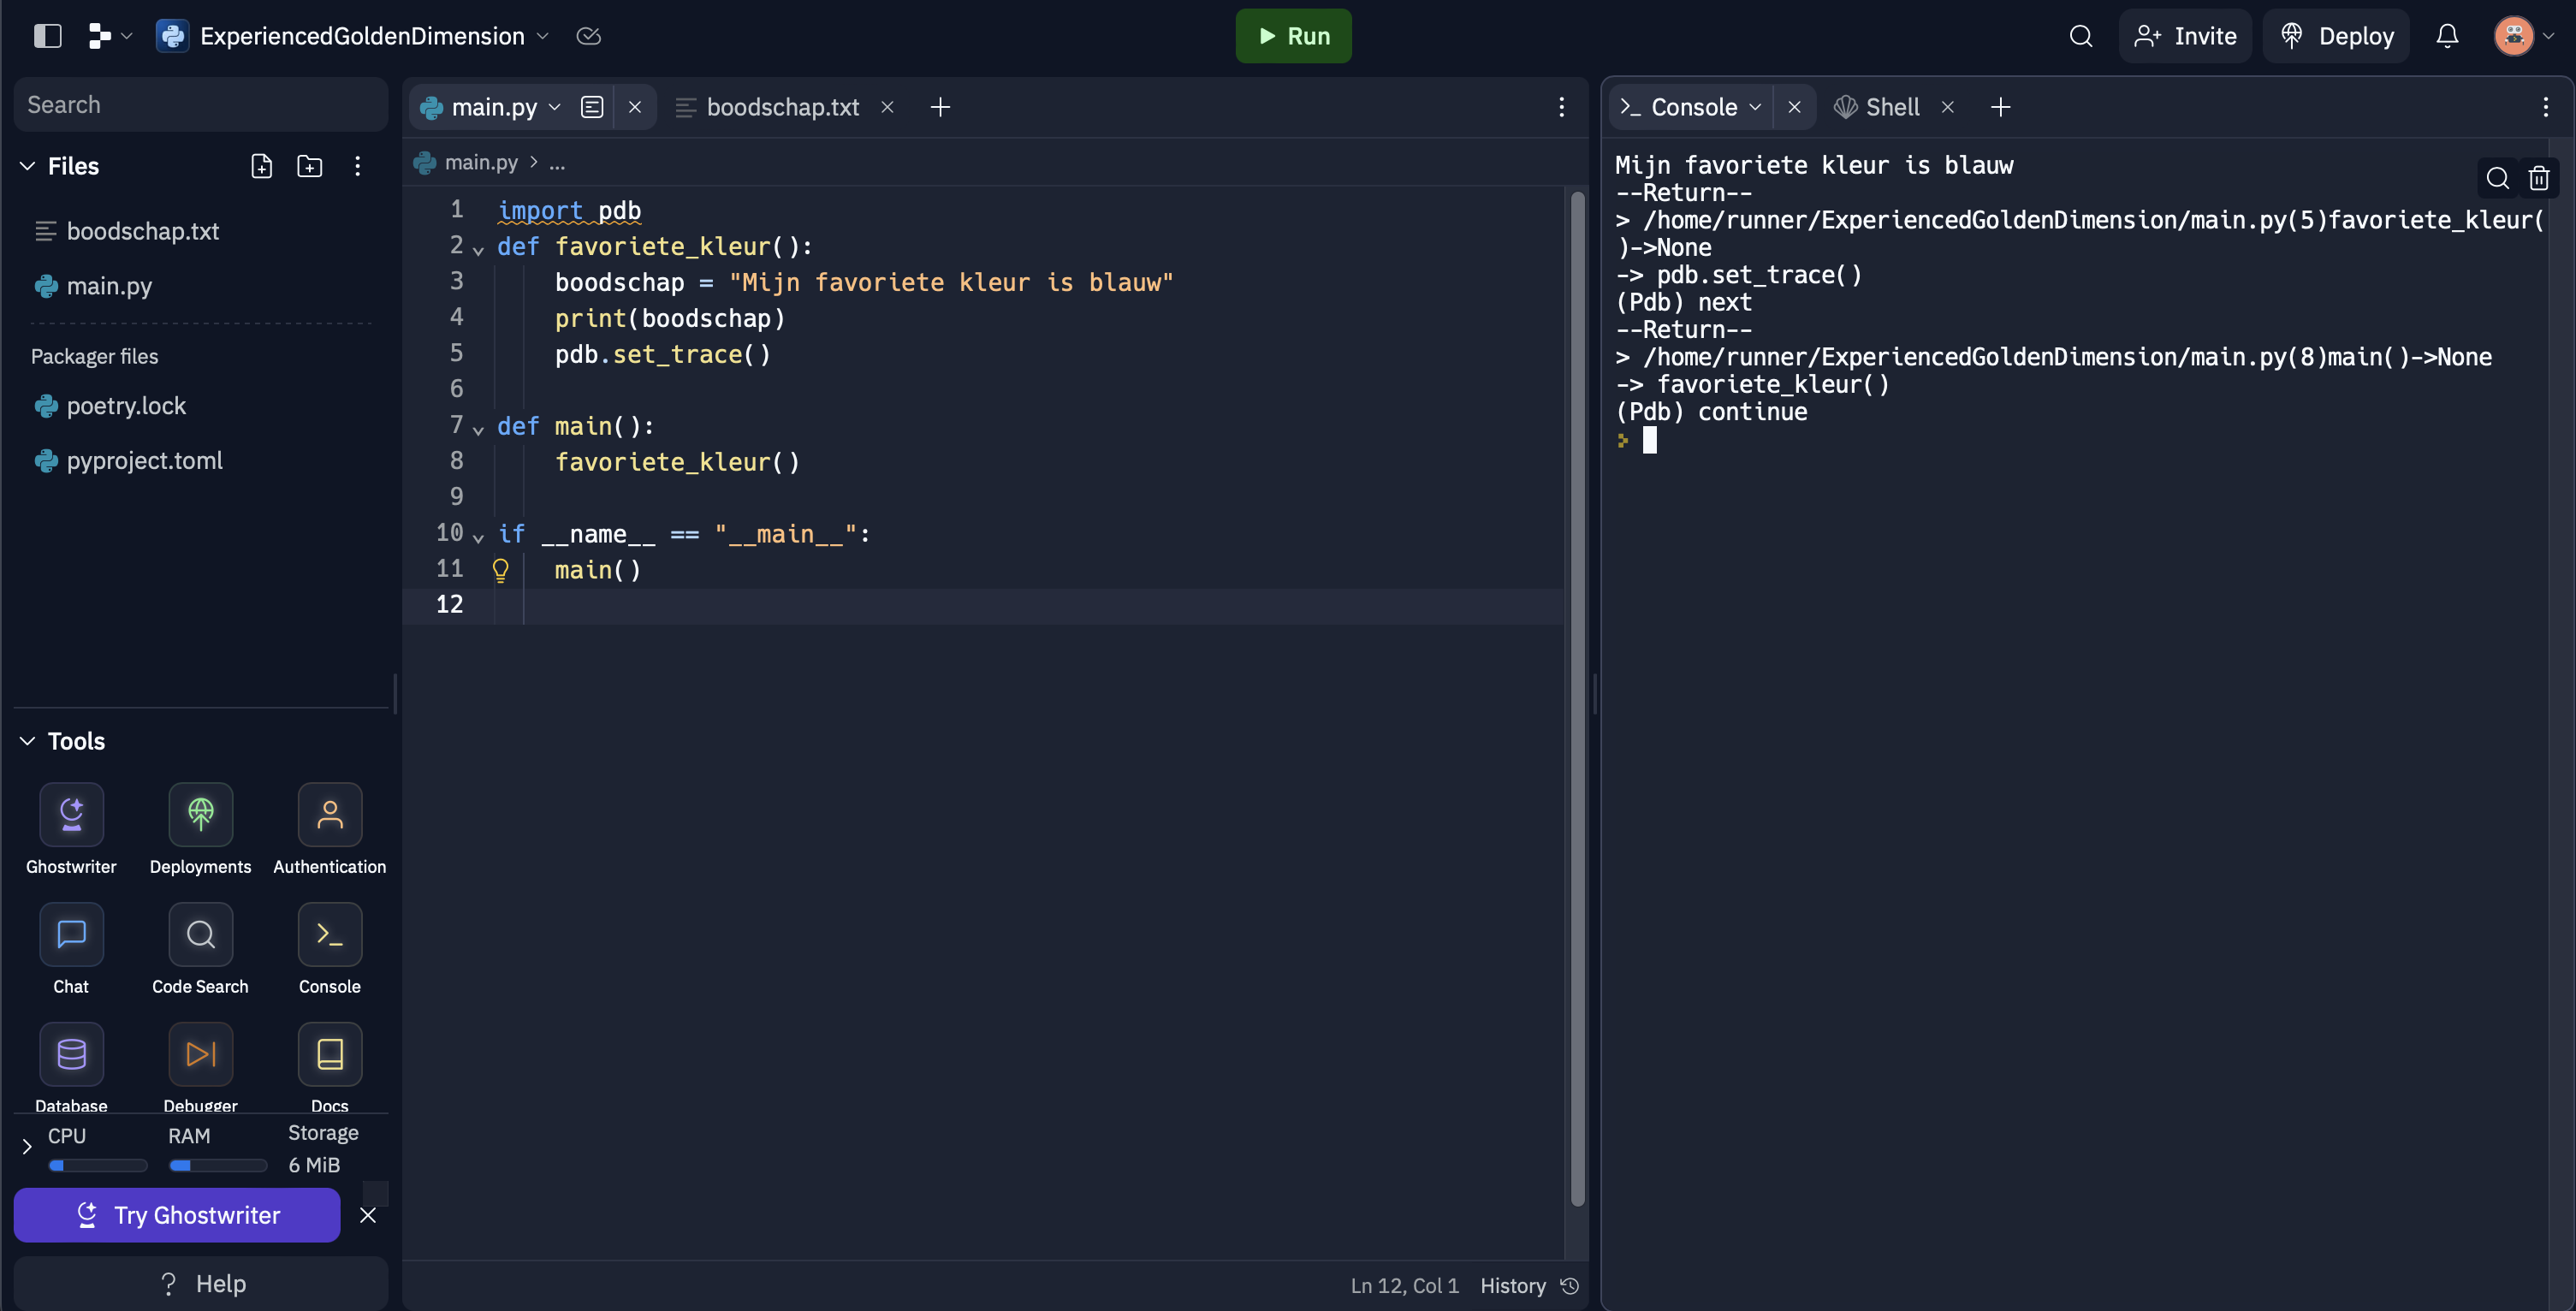 ExperiencedGoldenDimension
Run
Invite
Deploy
Search
Files
boodschap.txt
main.py
Packager files
poetry.lock
pyproject.toml
Tools
Ghostwriter Deployments Authentication
Chat Code Search Console
Database Debugger Docs
CPU RAM Storage
6 MiB
Try Ghostwriter
? Help
main.py boodschap.txt
main.py > ...
1 import pdb
2 def favoriete_kleur():
3 boodschap = "Mijn favoriete kleur is blauw"
4 print(boodschap)
5 pdb.set_trace()
6
7 def main():
8 favoriete_kleur()
9
10 if __name__ == "__main__":
11 main()
12
Ln 12, Col 1 History
Console Shell
Mijn favoriete kleur is blauw
--Return--
> /home/runner/ExperiencedGoldenDimension/main.py(5)favoriete_kleur(
)->None
-> pdb.set_trace()
(Pdb) next
--Return--
> /home/runner/ExperiencedGoldenDimension/main.py(8)main()->None
-> favoriete_kleur()
(Pdb) continue